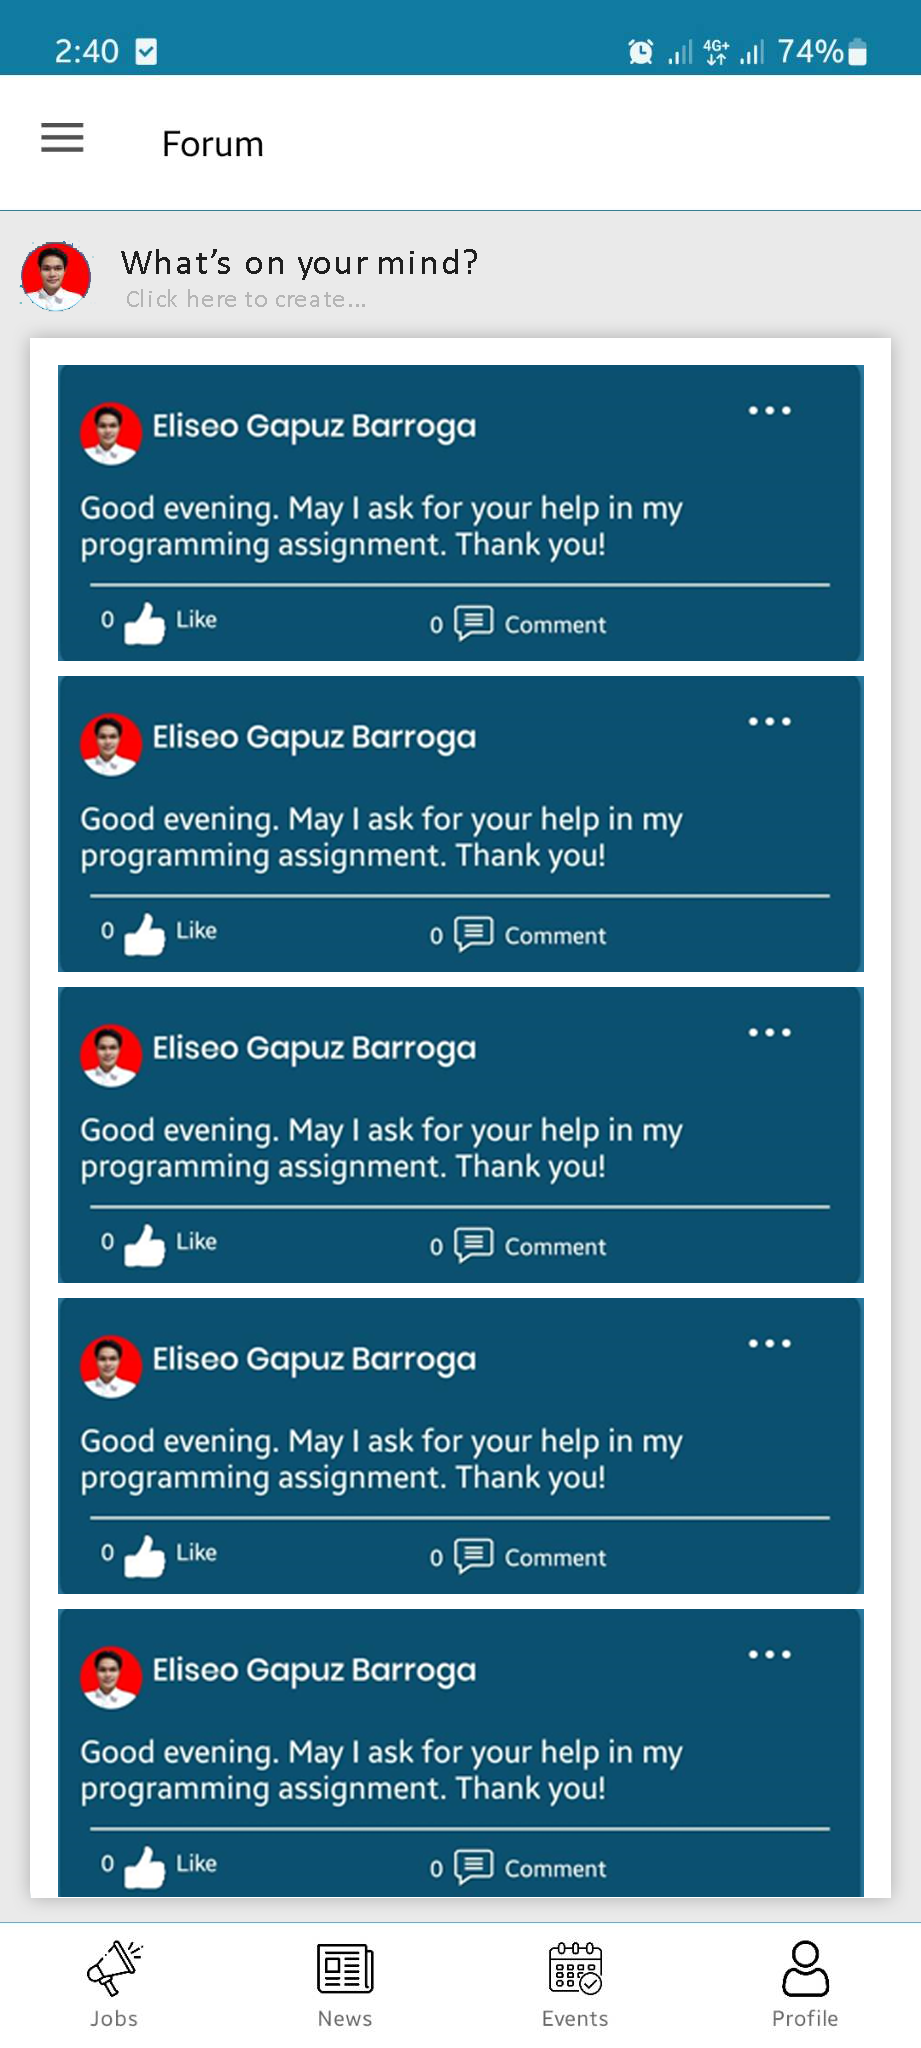 2:40
4G+
74%
Forum
What's on your mind?
Click here to create...
Eliseo Gapuz Barroga
Good evening. May I ask for your help in my
programming assignment. Thank you!
0 Like 0 Comment
Eliseo Gapuz Barroga
Good evening. May I ask for your help in my
programming assignment. Thank you!
0 Like 0 Comment
Eliseo Gapuz Barroga
Good evening. May I ask for your help in my
programming assignment. Thank you!
0 Like 0 Comment
Eliseo Gapuz Barroga
Good evening. May I ask for your help in my
programming assignment. Thank you!
0 Like 0 Comment
Eliseo Gapuz Barroga
Good evening. May I ask for your help in my
programming assignment. Thank you!
0 Like 0 Comment
Jobs News Events Profile